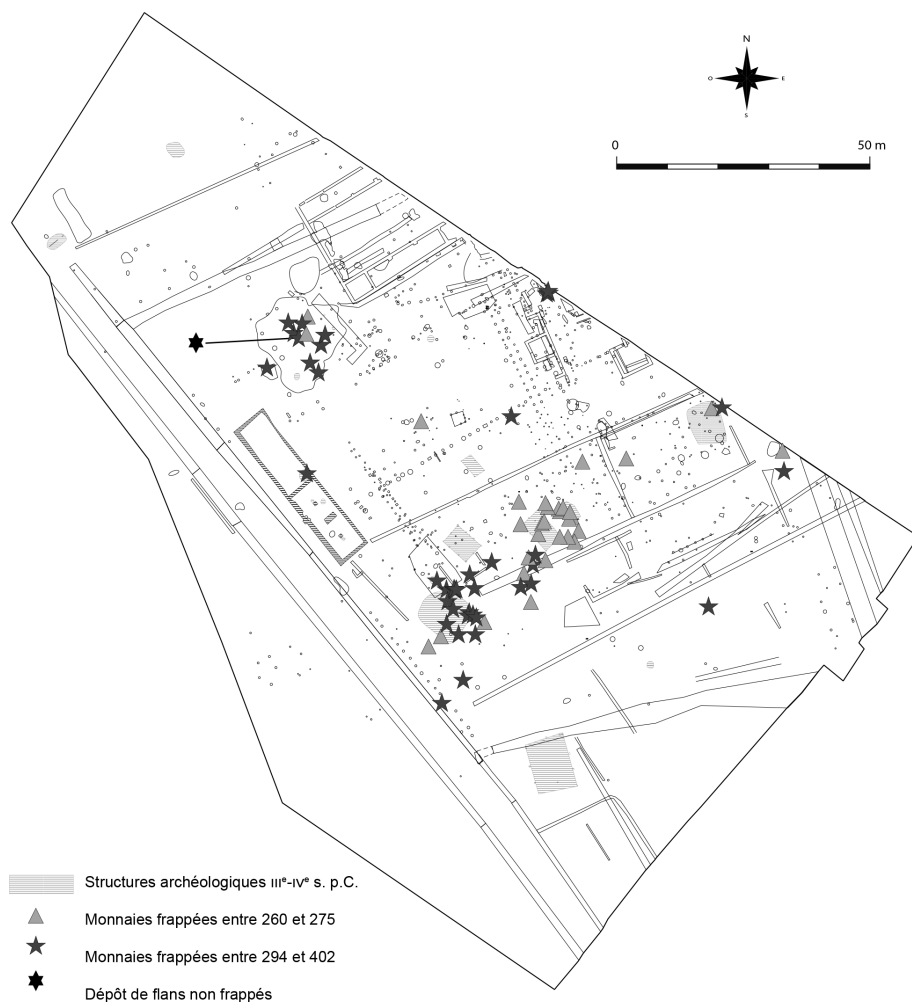 N
O
E
S
0
50 m
Structures archéologiques IIIᵉ-IVᵉ s. p.C.
Monnaies frappées entre 260 et 275
Monnaies frappées entre 294 et 402
Dépôt de flans non frappés